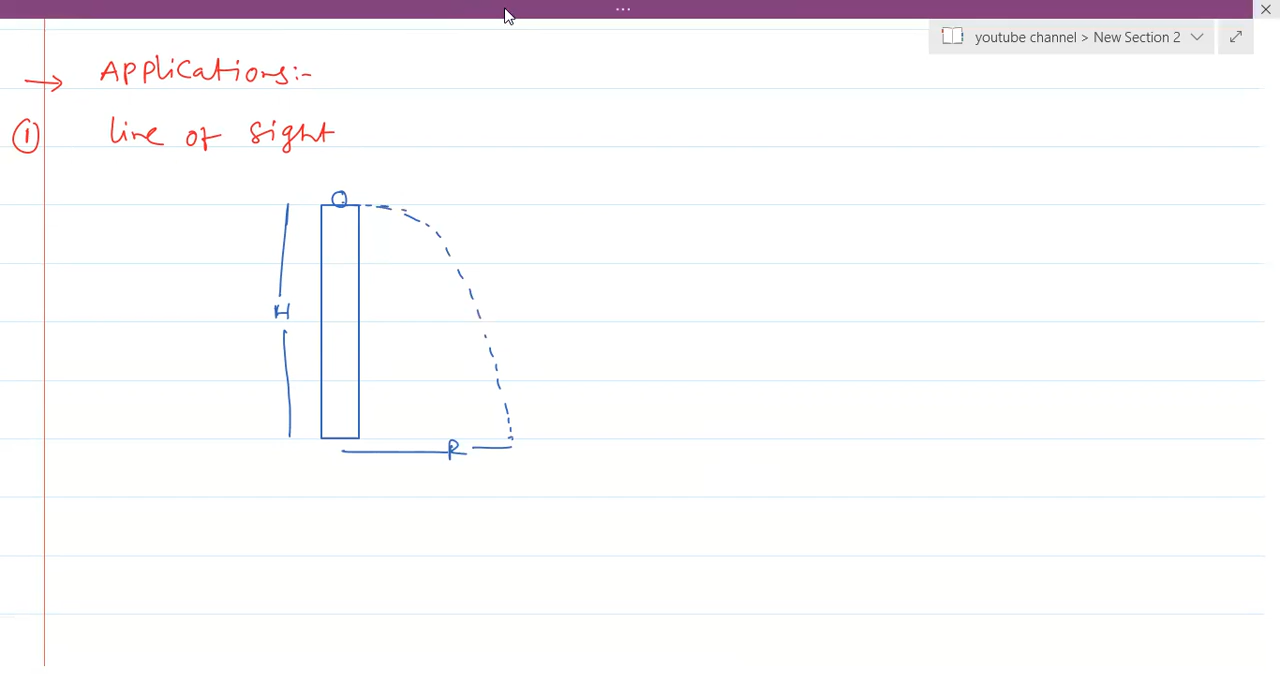 youtube channel > New Section 2
→ Applications:-
① line of sight
H
R